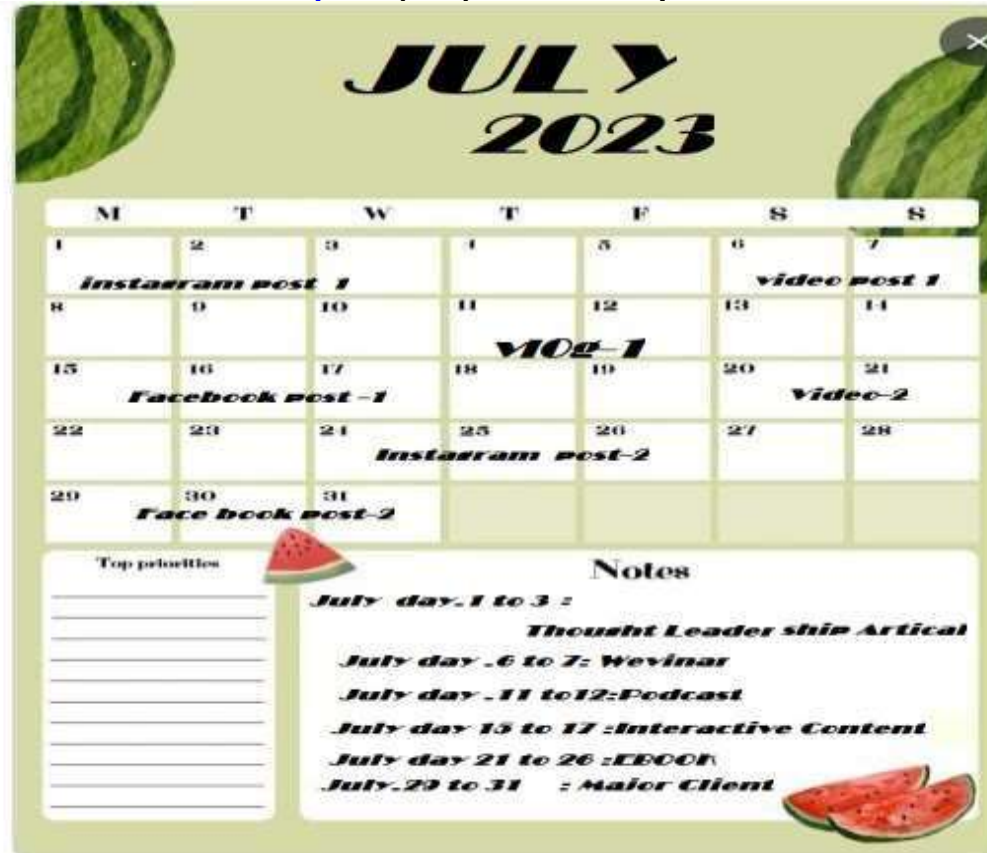 JULY
2023
M T W T F S S
1 2 3 4 5 6 7
instagram post 1 video post 1
8 9 10 11 12 13 14
vlOg-1
15 16 17 18 19 20 21
Facebook post -1 Video-2
22 23 24 25 26 27 28
Instagram post-2
29 30 31
Face book post-2
Top priorities
Notes
July day.1 to 3 :
Thought Leader ship Artical
July day .6 to 7: Wevinar
July day .11 to12:Podcast
July day 15 to 17 :Interactive Content
July day 21 to 26 :EBOOK
July.29 to 31 : Major Client